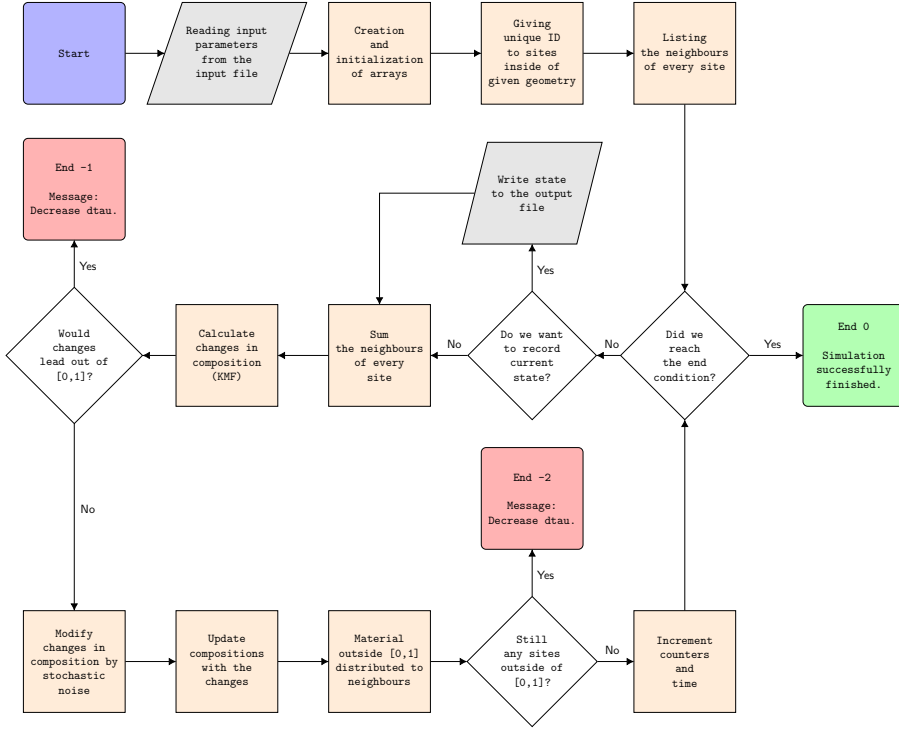 Start
Reading input
parameters
from the
input file
Creation
and
initialization
of arrays
Giving
unique ID
to sites
inside of
given geometry
Listing
the neighbours
of every site
End -1
Message:
Decrease dtau.
Write state
to the output
file
Yes
Yes
Would
changes
lead out of
[0,1]?
Calculate
changes in
composition
(KMF)
Sum
the neighbours
of every
site
No
Do we want
to record
current
state?
No
Did we
reach
the end
condition?
Yes
End 0
Simulation
successfully
finished.
No
End -2
Message:
Decrease dtau.
Yes
Modify
changes in
composition by
stochastic
noise
Update
compositions
with the
changes
Material
outside [0,1]
distributed to
neighbours
Still
any sites
outside of
[0,1]?
No
Increment
counters
and
time